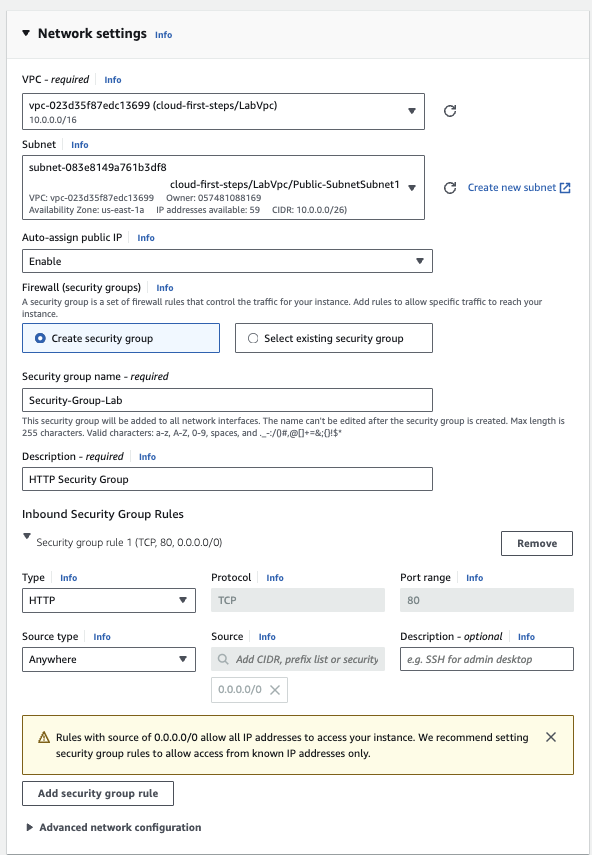 Network settings Info
VPC - required Info
vpc-023d35f87edc13699 (cloud-first-steps/LabVpc)
10.0.0.0/16
Subnet Info
subnet-083e8149a761b3df8
cloud-first-steps/LabVpc/Public-SubnetSubnet1
VPC: vpc-023d35f87edc13699 Owner: 057481088169
Availability Zone: us-east-1a IP addresses available: 59 CIDR: 10.0.0.0/26)
Create new subnet
Auto-assign public IP Info
Enable
Firewall (security groups) Info
A security group is a set of firewall rules that control the traffic for your instance. Add rules to allow specific traffic to reach your
instance.
Create security group
Select existing security group
Security group name - required
Security-Group-Lab
This security group will be added to all network interfaces. The name can't be edited after the security group is created. Max length is
255 characters. Valid characters: a-z, A-Z, 0-9, spaces, and ._-:/()#,@[]+=&;{}!$*
Description - required Info
HTTP Security Group
Inbound Security Group Rules
Security group rule 1 (TCP, 80, 0.0.0.0/0)
Remove
Type Info
Protocol Info
Port range Info
HTTP
TCP
80
Source type Info
Source Info
Description - optional Info
Anywhere
Add CIDR, prefix list or security
e.g. SSH for admin desktop
0.0.0.0/0
Rules with source of 0.0.0.0/0 allow all IP addresses to access your instance. We recommend setting
security group rules to allow access from known IP addresses only.
Add security group rule
Advanced network configuration